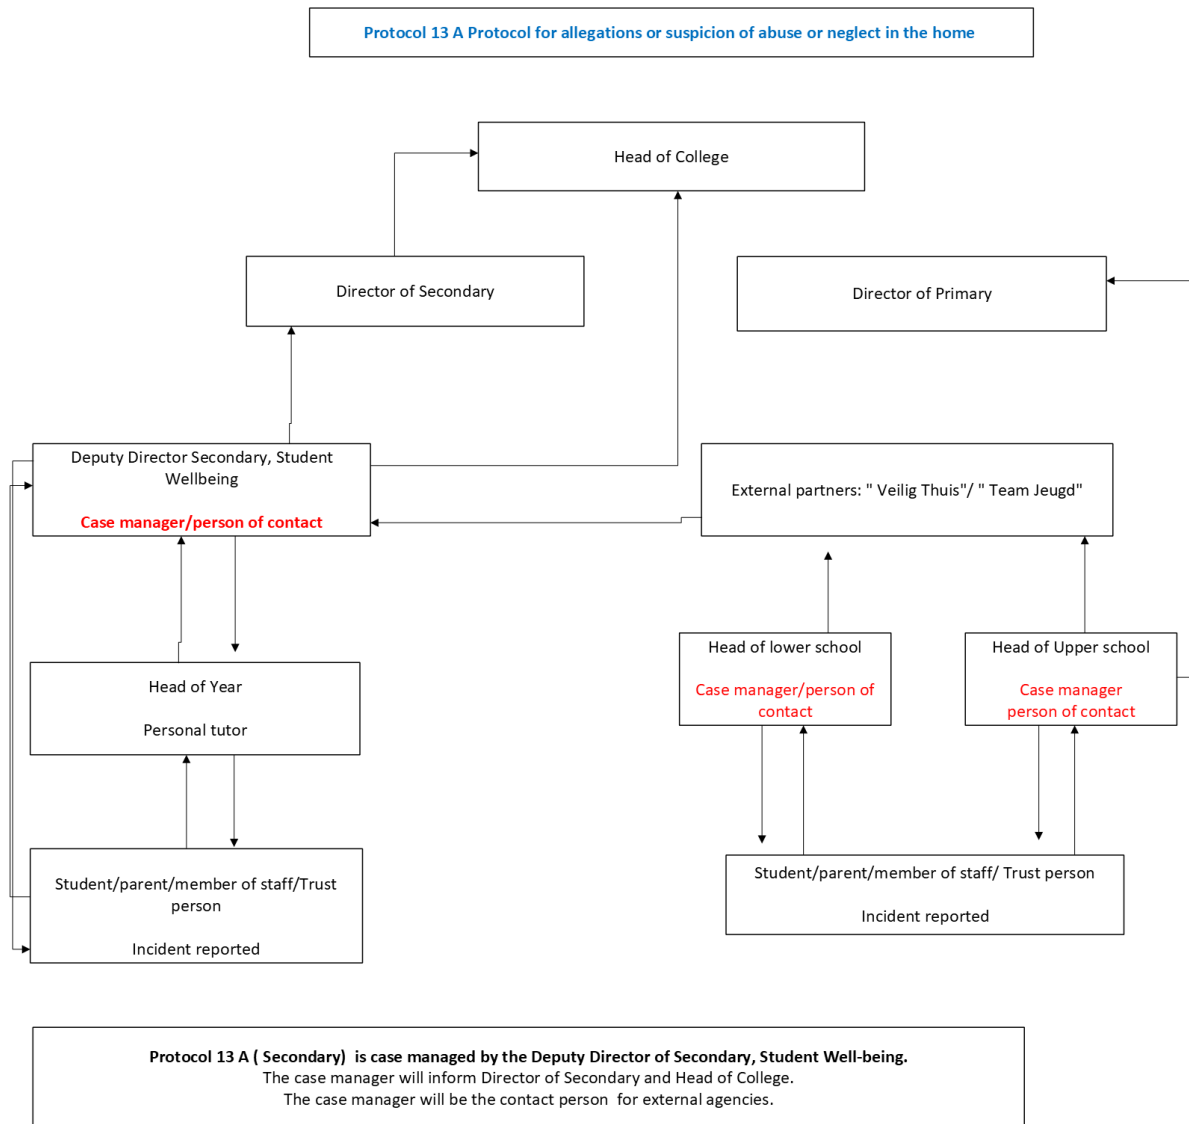 Protocol 13 A Protocol for allegations or suspicion of abuse or neglect in the home
Head of College
Director of Secondary
Director of Primary
Deputy Director Secondary, Student
Wellbeing
Case manager/person of contact
External partners: " Veilig Thuis"/ " Team Jeugd"
Head of Year
Personal tutor
Head of lower school
Case manager/person of
contact
Head of Upper school
Case manager
person of contact
Student/parent/member of staff/Trust
person
Incident reported
Student/parent/member of staff/ Trust person
Incident reported
Protocol 13 A ( Secondary)  is case managed by the Deputy Director of Secondary, Student Well-being.
The case manager will inform Director of Secondary and Head of College.
The case manager will be the contact person  for external agencies.